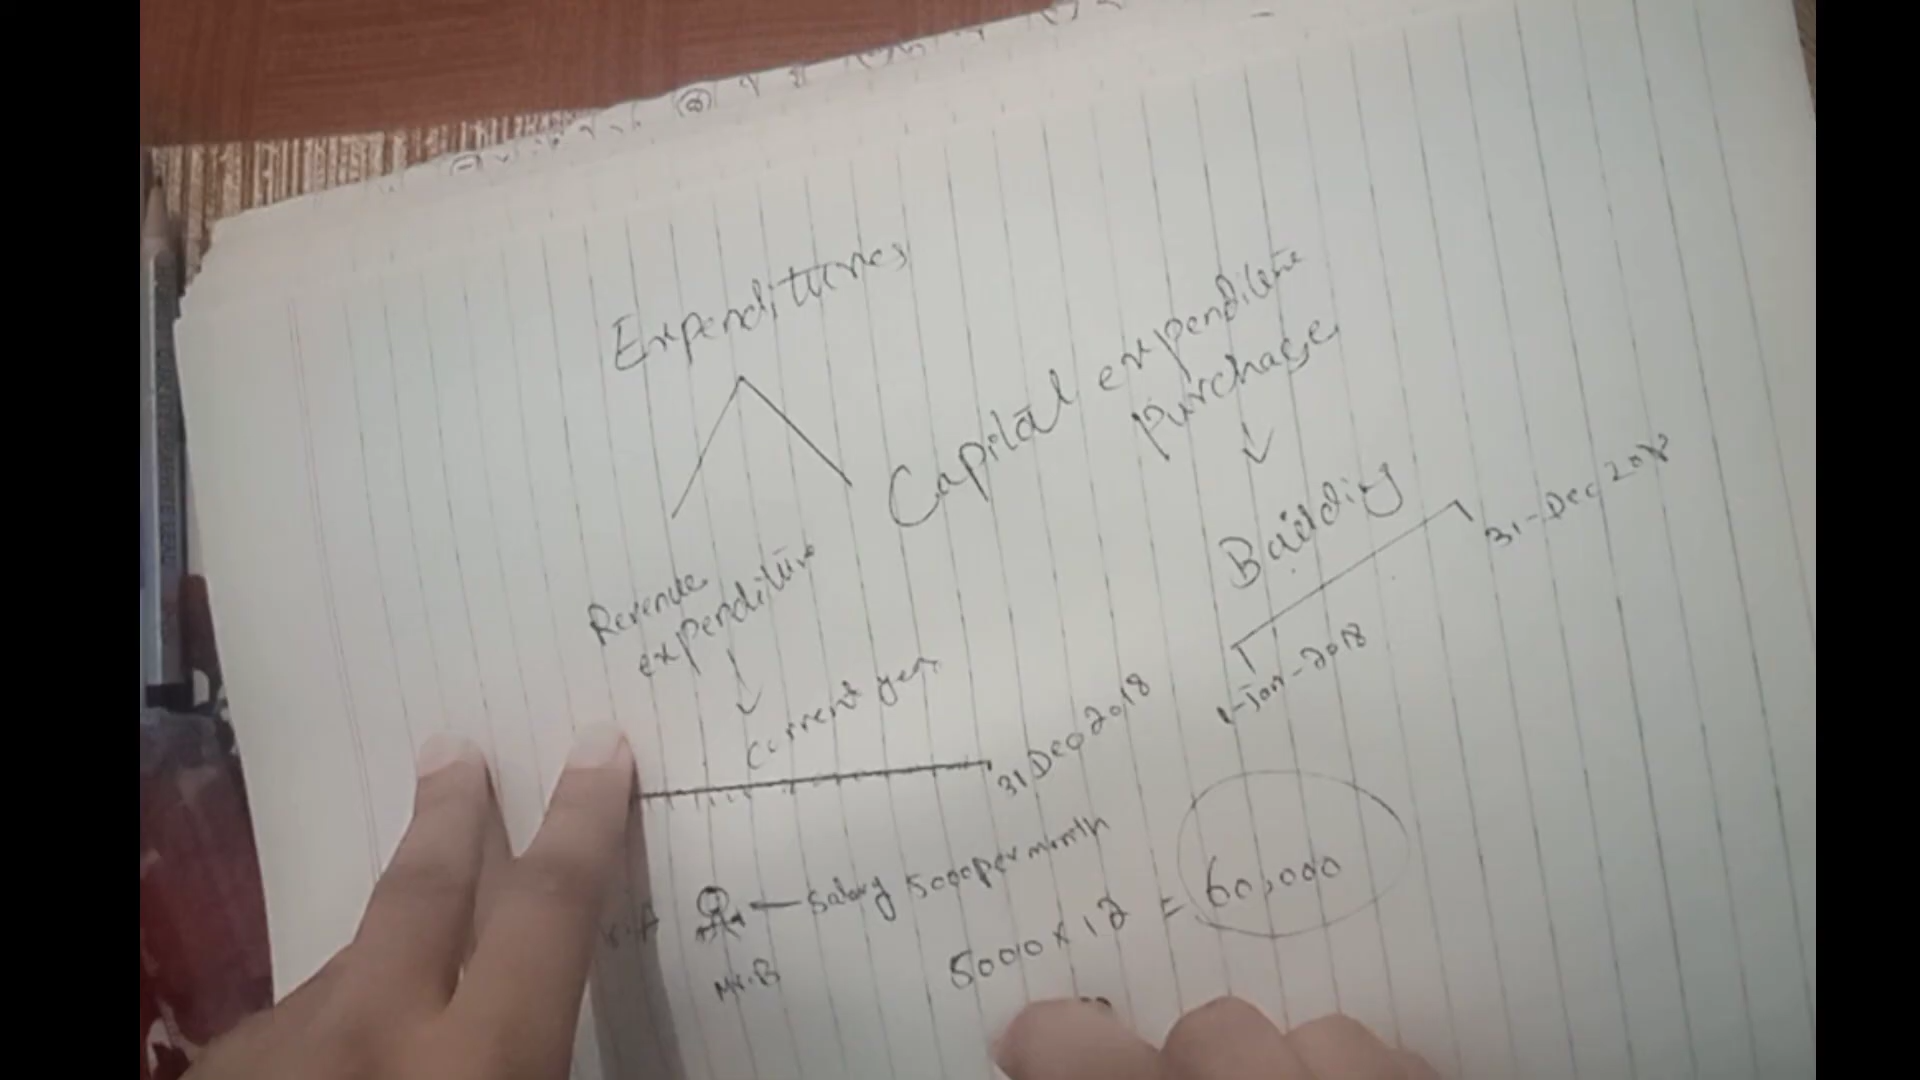 Expenditures
Capital expenditure
Purchase
Building
31-Dec 2018
1-Jan-2018
Revenue
expenditure
Current year
31 Dec 2018
Salary 5000 per month
Mr. B
5000 x 12 = 60,000